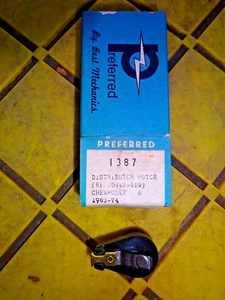 Preferred
By Best Mechanics
PREFERRED
1387
DISTRIBUTOR ROTOR
CHEVROLET 6
1963-74